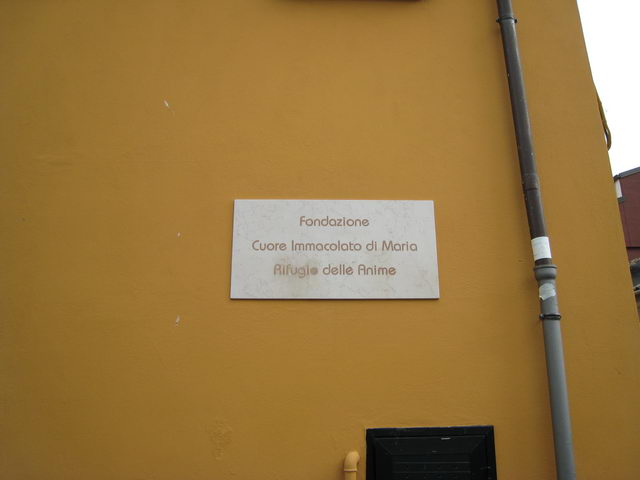 Fondazione
Cuore Immacolato di Maria
Rifugio delle Anime